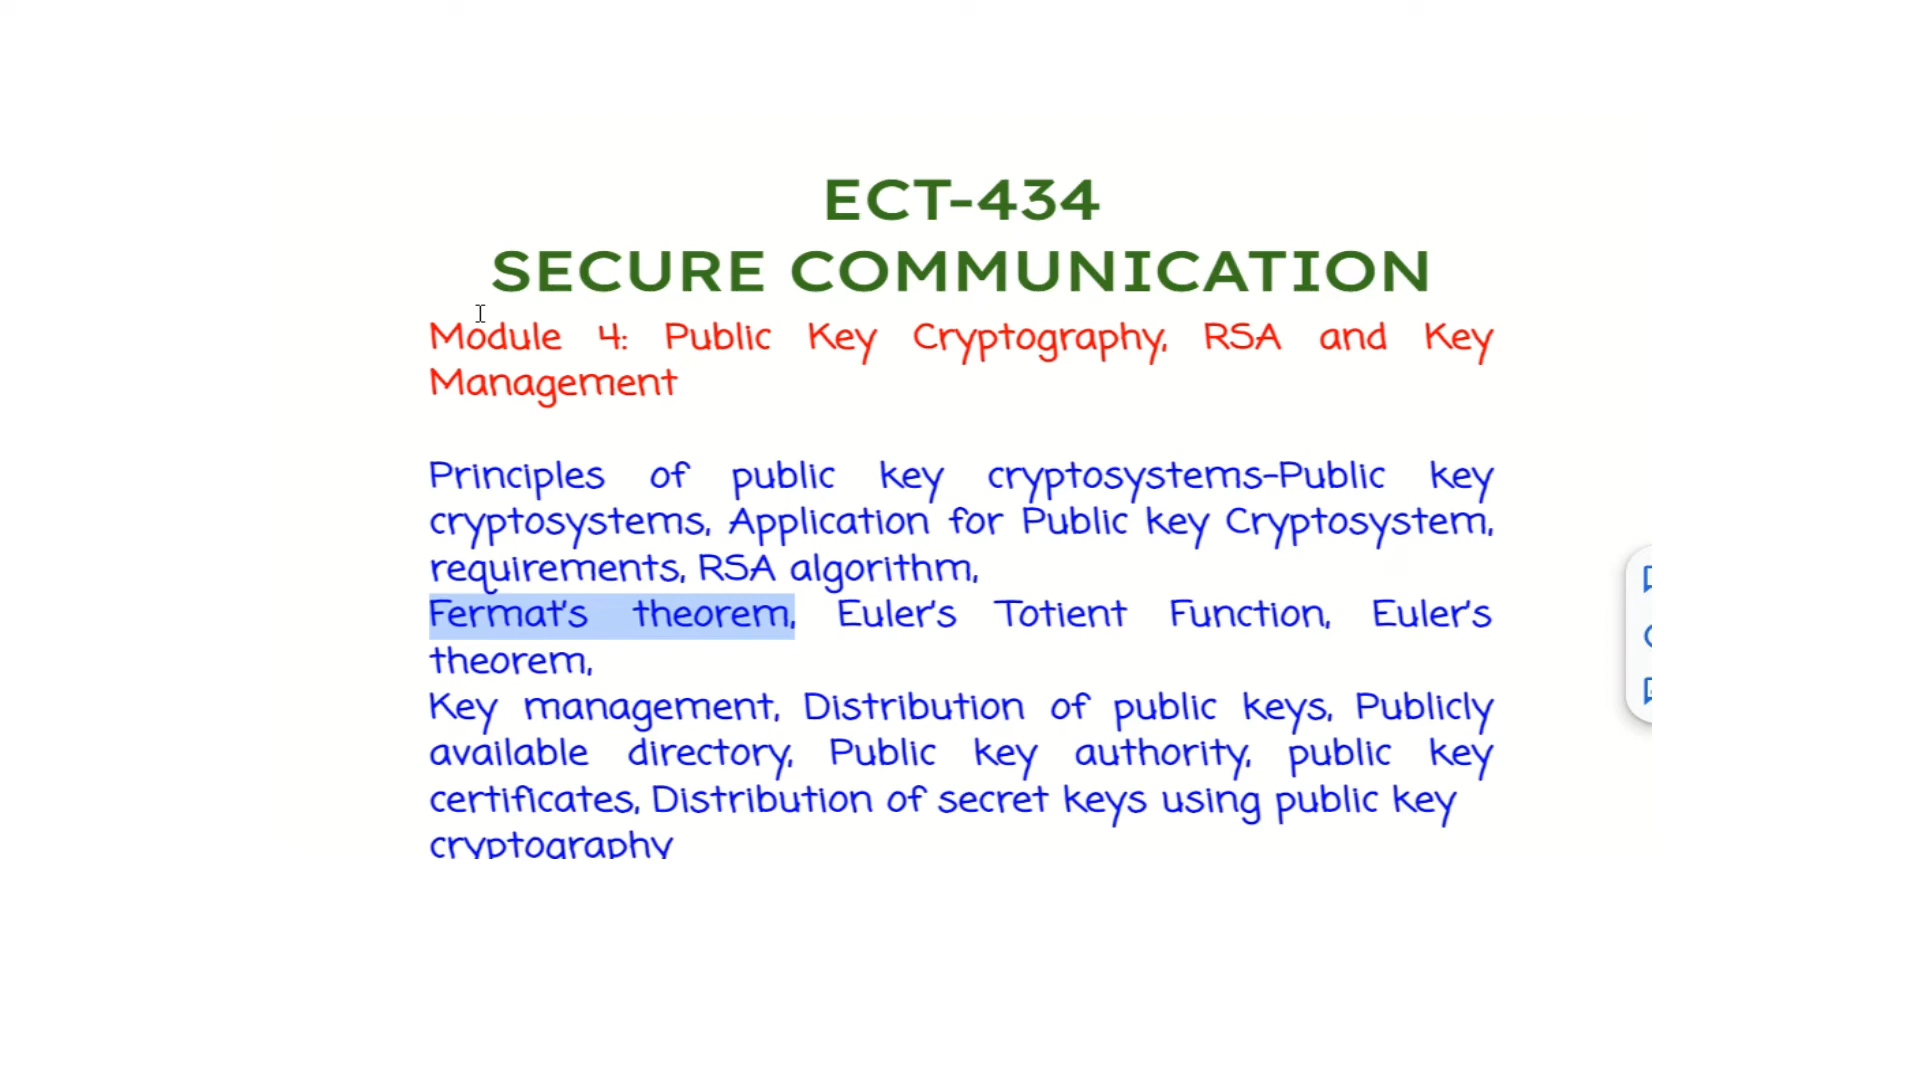 ECT-434
SECURE COMMUNICATION
Module 4: Public Key Cryptography, RSA and Key
Management
Principles of public key cryptosystems-Public key
cryptosystems, Application for Public key Cryptosystem,
requirements, RSA algorithm,
Fermat's theorem, Euler's Totient Function, Euler's
theorem,
Key management, Distribution of public keys, Publicly
available directory, Public key authority, public key
certificates, Distribution of secret keys using public key
cryptography